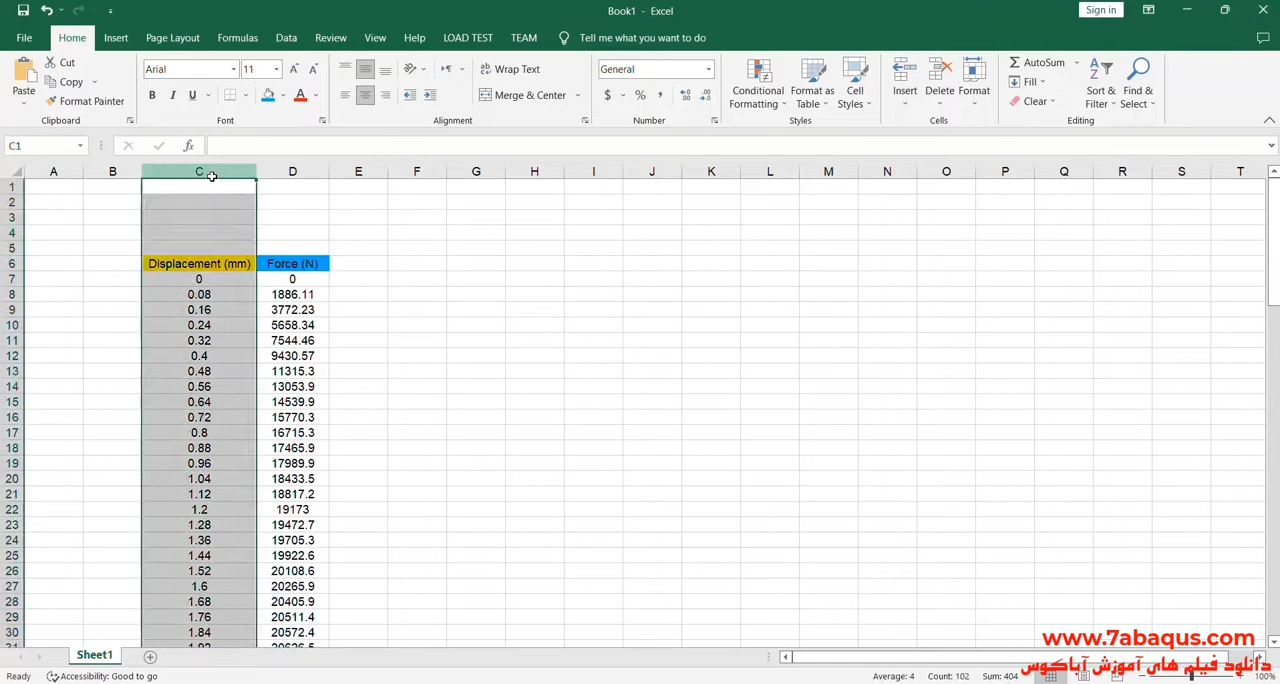 Book1 - Excel
Sign in
File Home Insert Page Layout Formulas Data Review View Help LOAD TEST TEAM Tell me what you want to do
Paste
Cut
Copy
Format Painter
Clipboard
Arial 11
B I U
Font
Wrap Text
Merge & Center
Alignment
General
$ % ,
Number
Conditional Formatting
Format as Table
Cell Styles
Styles
Insert Delete Format
Cells
AutoSum
Fill
Clear
Sort & Filter
Find & Select
Editing
C1 fx
A B C D E F G H I J K L M N O P Q R S T
1
2
3
4
5
6 Displacement (mm) Force (N)
7 0 0
8 0.08 1886.11
9 0.16 3772.23
10 0.24 5658.34
11 0.32 7544.46
12 0.4 9430.57
13 0.48 11315.3
14 0.56 13053.9
15 0.64 14539.9
16 0.72 15770.3
17 0.8 16715.3
18 0.88 17465.9
19 0.96 17989.9
20 1.04 18433.5
21 1.12 18817.2
22 1.2 19173
23 1.28 19472.7
24 1.36 19705.3
25 1.44 19922.6
26 1.52 20108.6
27 1.6 20265.9
28 1.68 20405.9
29 1.76 20511.4
30 1.84 20572.4
Sheet1
www.7abaqus.com
دانلود فیلم های آموزش آباکوس
Ready Accessibility: Good to go Average: 4 Count: 102 Sum: 404 100%